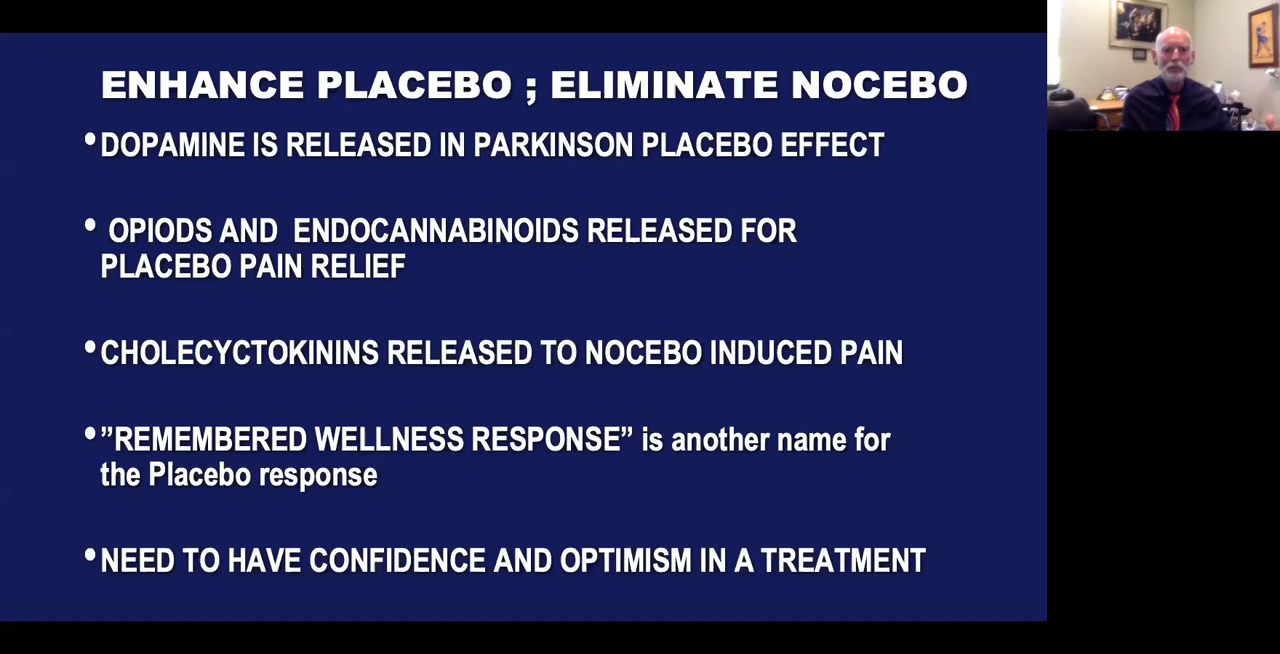 ENHANCE PLACEBO ; ELIMINATE NOCEBO
•DOPAMINE IS RELEASED IN PARKINSON PLACEBO EFFECT
• OPIODS AND ENDOCANNABINOIDS RELEASED FOR
PLACEBO PAIN RELIEF
•CHOLECYCTOKININS RELEASED TO NOCEBO INDUCED PAIN
•”REMEMBERED WELLNESS RESPONSE” is another name for
the Placebo response
•NEED TO HAVE CONFIDENCE AND OPTIMISM IN A TREATMENT